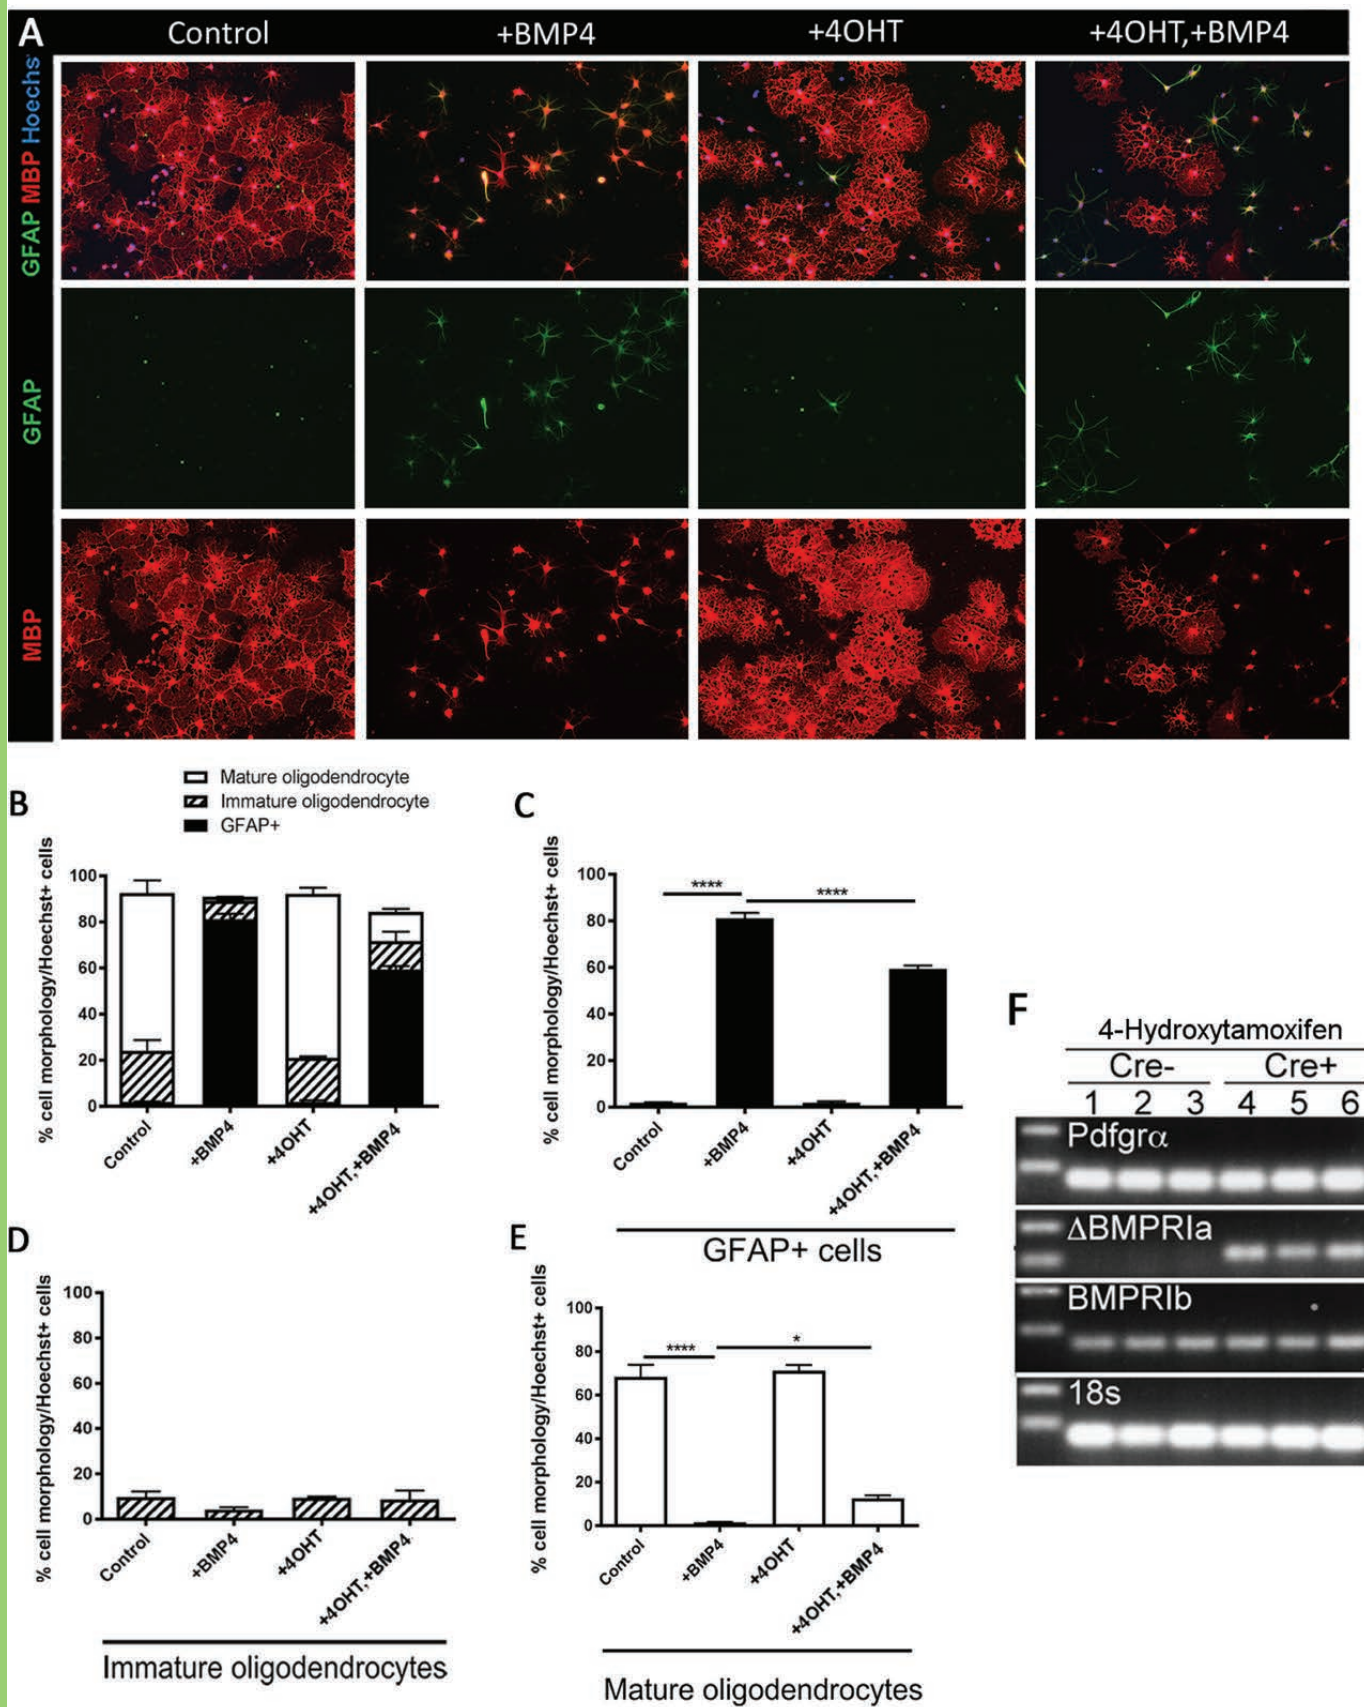 A
Control
+BMP4
+4OHT
+4OHT,+BMP4
GFAP MBP Hoechs
GFAP
MBP
B
Mature oligodendrocyte
Immature oligodendrocyte
GFAP+
% cell morphology/Hoechst+ cells
100
80
60
40
20
0
Control
+BMP4
+4OHT
+4OHT,+BMP4
C
% cell morphology/Hoechst+ cells
100
80
60
40
20
0
****
****
Control
+BMP4
+4OHT
+4OHT,+BMP4
GFAP+ cells
D
% cell morphology/Hoechst+ cells
100
80
60
40
20
0
Control
+BMP4
+4OHT
+4OHT,+BMP4
Immature oligodendrocytes
E
% cell morphology/Hoechst+ cells
100
80
60
40
20
0
****
*
Control
+BMP4
+4OHT
+4OHT,+BMP4
Mature oligodendrocytes
F
4-Hydroxytamoxifen
Cre- Cre+
1 2 3 4 5 6
Pdfgrα
ΔBMPRIa
BMPRIb
18s